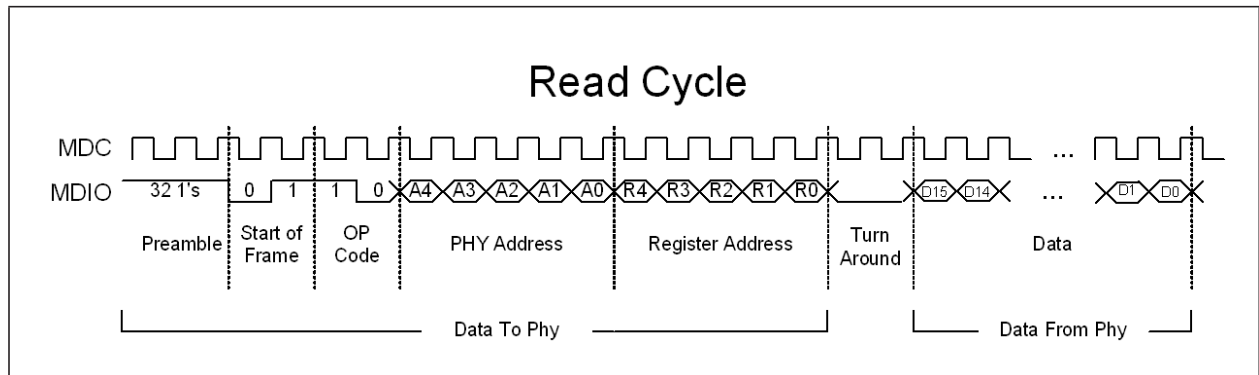 Read Cycle
MDC
...
MDIO
32 1's 0 1 1 0 A4 A3 A2 A1 A0 R4 R3 R2 R1 R0 D15 D14 ... D1 D0
Preamble
Start of
Frame
OP
Code
PHY Address
Register Address
Turn
Around
Data
Data To Phy
Data From Phy